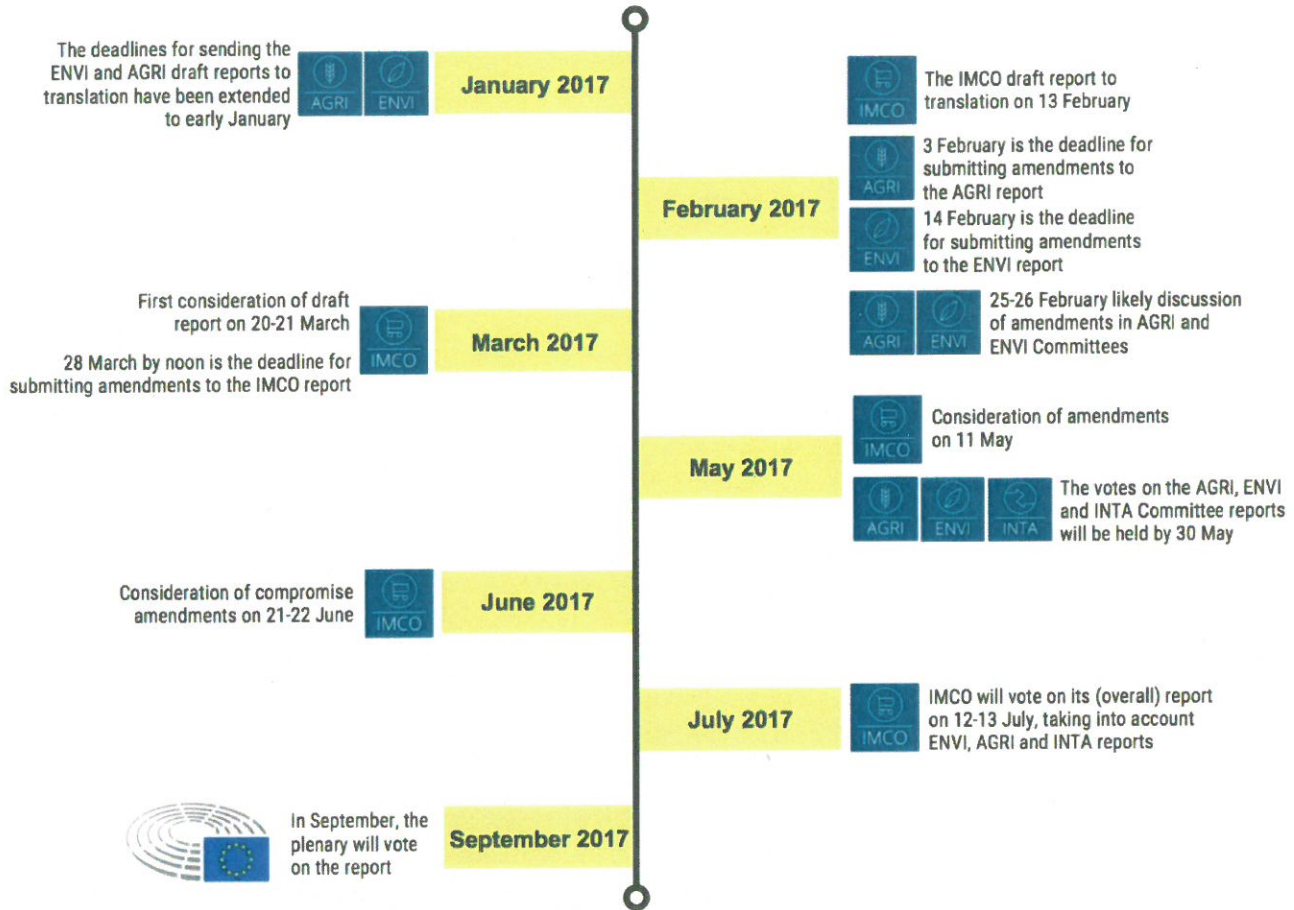 The deadlines for sending the
ENVI and AGRI draft reports to
translation have been extended
to early January
AGRI
ENVI
January 2017
IMCO
The IMCO draft report to
translation on 13 February
AGRI
3 February is the deadline for
submitting amendments to
the AGRI report
February 2017
ENVI
14 February is the deadline
for submitting amendments
to the ENVI report
AGRI
ENVI
25-26 February likely discussion
of amendments in AGRI and
ENVI Committees
First consideration of draft
report on 20-21 March
28 March by noon is the deadline for
submitting amendments to the IMCO report
IMCO
March 2017
May 2017
IMCO
Consideration of amendments
on 11 May
AGRI
ENVI
INTA
The votes on the AGRI, ENVI
and INTA Committee reports
will be held by 30 May
Consideration of compromise
amendments on 21-22 June
IMCO
June 2017
July 2017
IMCO
IMCO will vote on its (overall) report
on 12-13 July, taking into account
ENVI, AGRI and INTA reports
In September, the
plenary will vote
on the report
September 2017